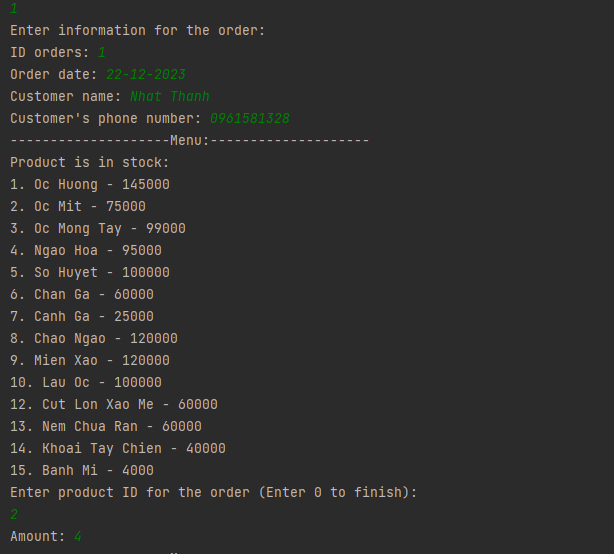 1
Enter information for the order:
ID orders: 1
Order date: 22-12-2023
Customer name: Nhat Thanh
Customer's phone number: 0961581328
--------------------Menu:--------------------
Product is in stock:
1. Oc Huong - 145000
2. Oc Mit - 75000
3. Oc Mong Tay - 99000
4. Ngao Hoa - 95000
5. So Huyet - 100000
6. Chan Ga - 60000
7. Canh Ga - 25000
8. Chao Ngao - 120000
9. Mien Xao - 120000
10. Lau Oc - 100000
12. Cut Lon Xao Me - 60000
13. Nem Chua Ran - 60000
14. Khoai Tay Chien - 40000
15. Banh Mi - 4000
Enter product ID for the order (Enter 0 to finish):
2
Amount: 4